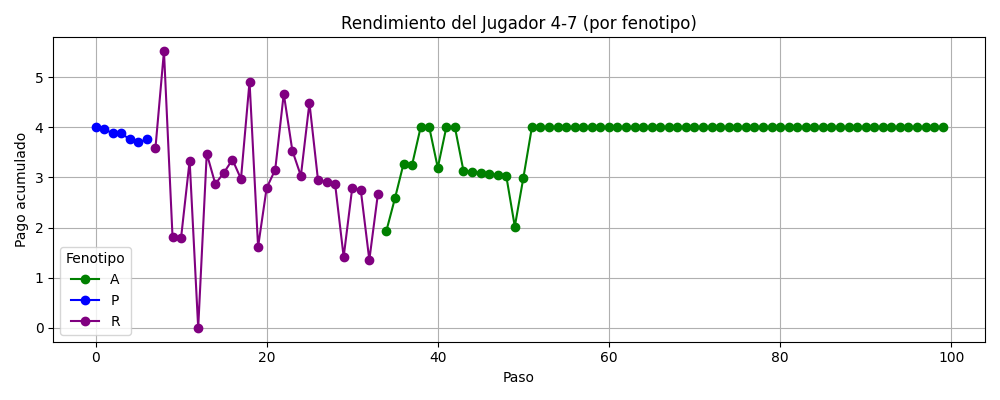 Rendimiento del Jugador 4-7 (por fenotipo)
Pago acumulado
5
4
3
2
1
0
Fenotipo
A
P
R
0 20 40 60 80 100
Paso